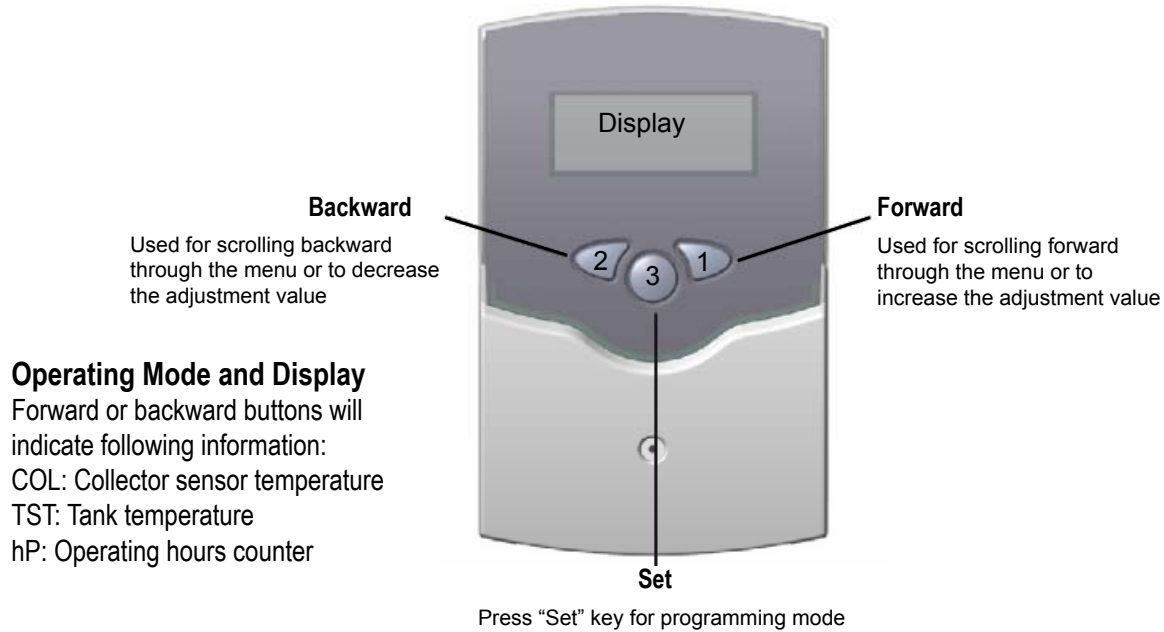 Display
Backward
Used for scrolling backward
through the menu or to decrease
the adjustment value
Forward
Used for scrolling forward
through the menu or to
increase the adjustment value
2
3
1
Operating Mode and Display
Forward or backward buttons will
indicate following information:
COL: Collector sensor temperature
TST: Tank temperature
hP: Operating hours counter
Set
Press “Set” key for programming mode